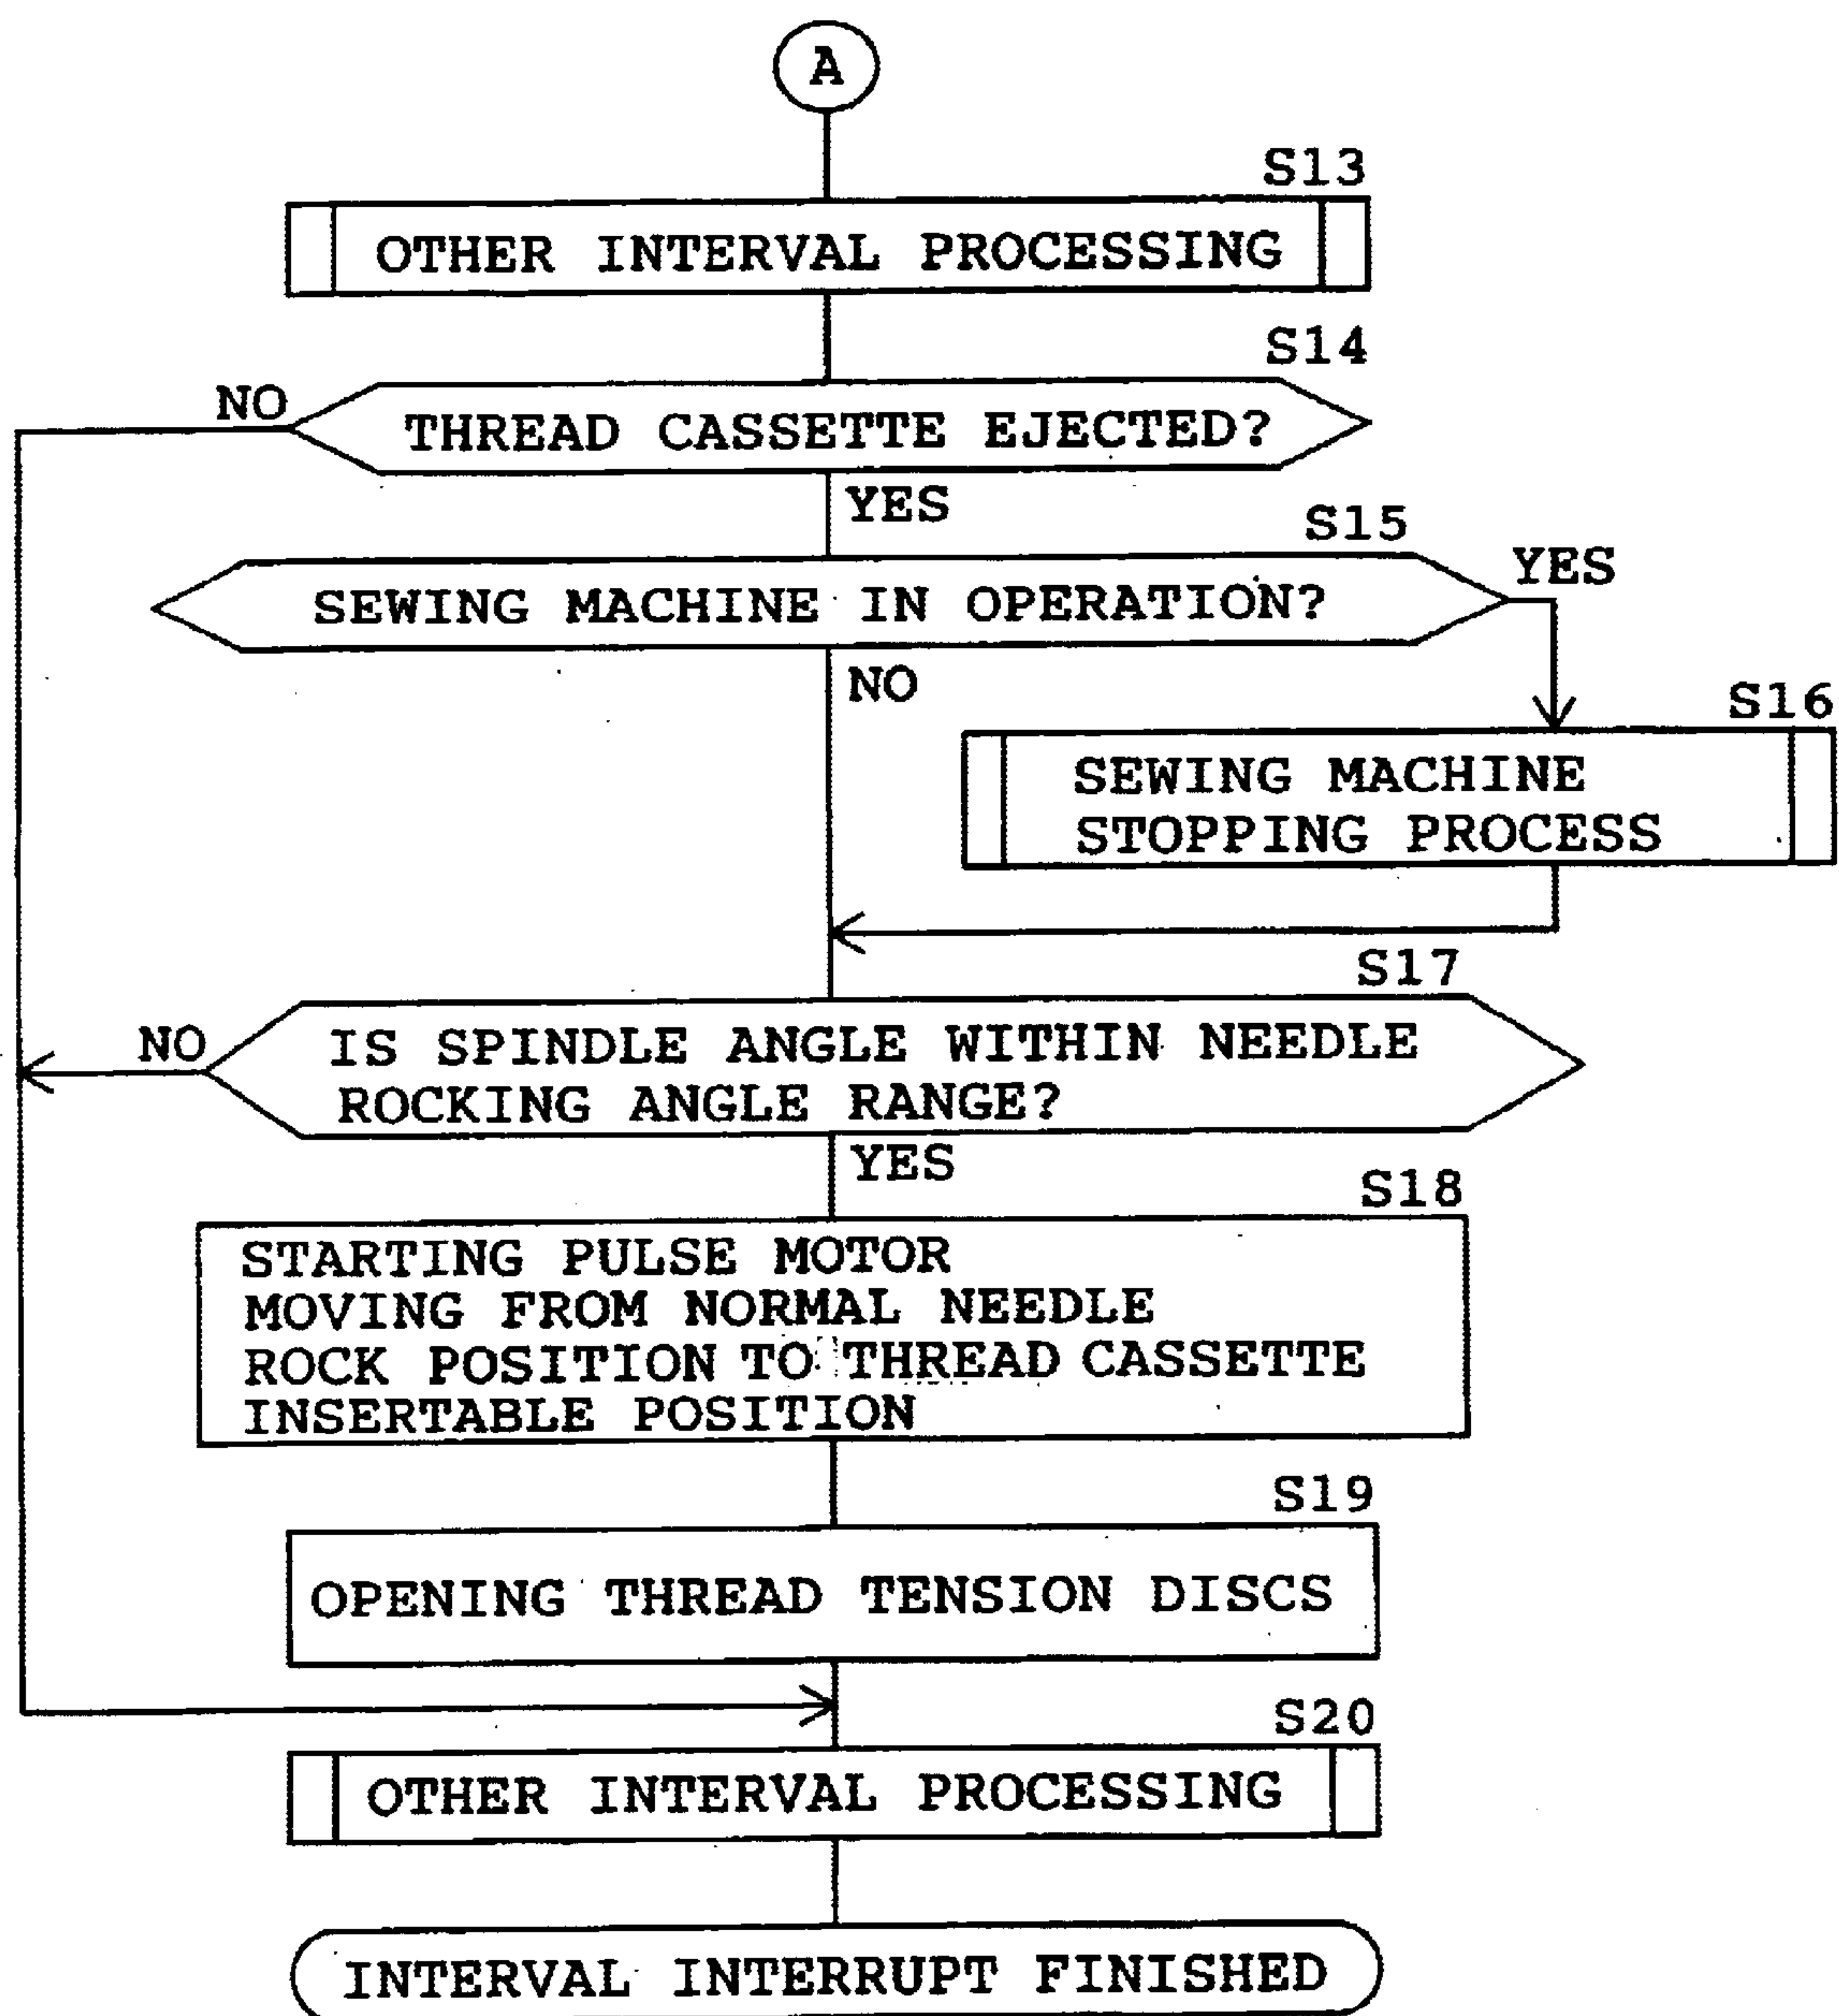 A
S13
OTHER INTERVAL PROCESSING
S14
NO
THREAD CASSETTE EJECTED?
YES
S15
YES
SEWING MACHINE IN OPERATION?
NO
S16
SEWING MACHINE
STOPPING PROCESS
S17
NO
IS SPINDLE ANGLE WITHIN NEEDLE
ROCKING ANGLE RANGE?
YES
S18
STARTING PULSE MOTOR
MOVING FROM NORMAL NEEDLE
ROCK POSITION TO THREAD CASSETTE
INSERTABLE POSITION
S19
OPENING THREAD TENSION DISCS
S20
OTHER INTERVAL PROCESSING
INTERVAL INTERRUPT FINISHED